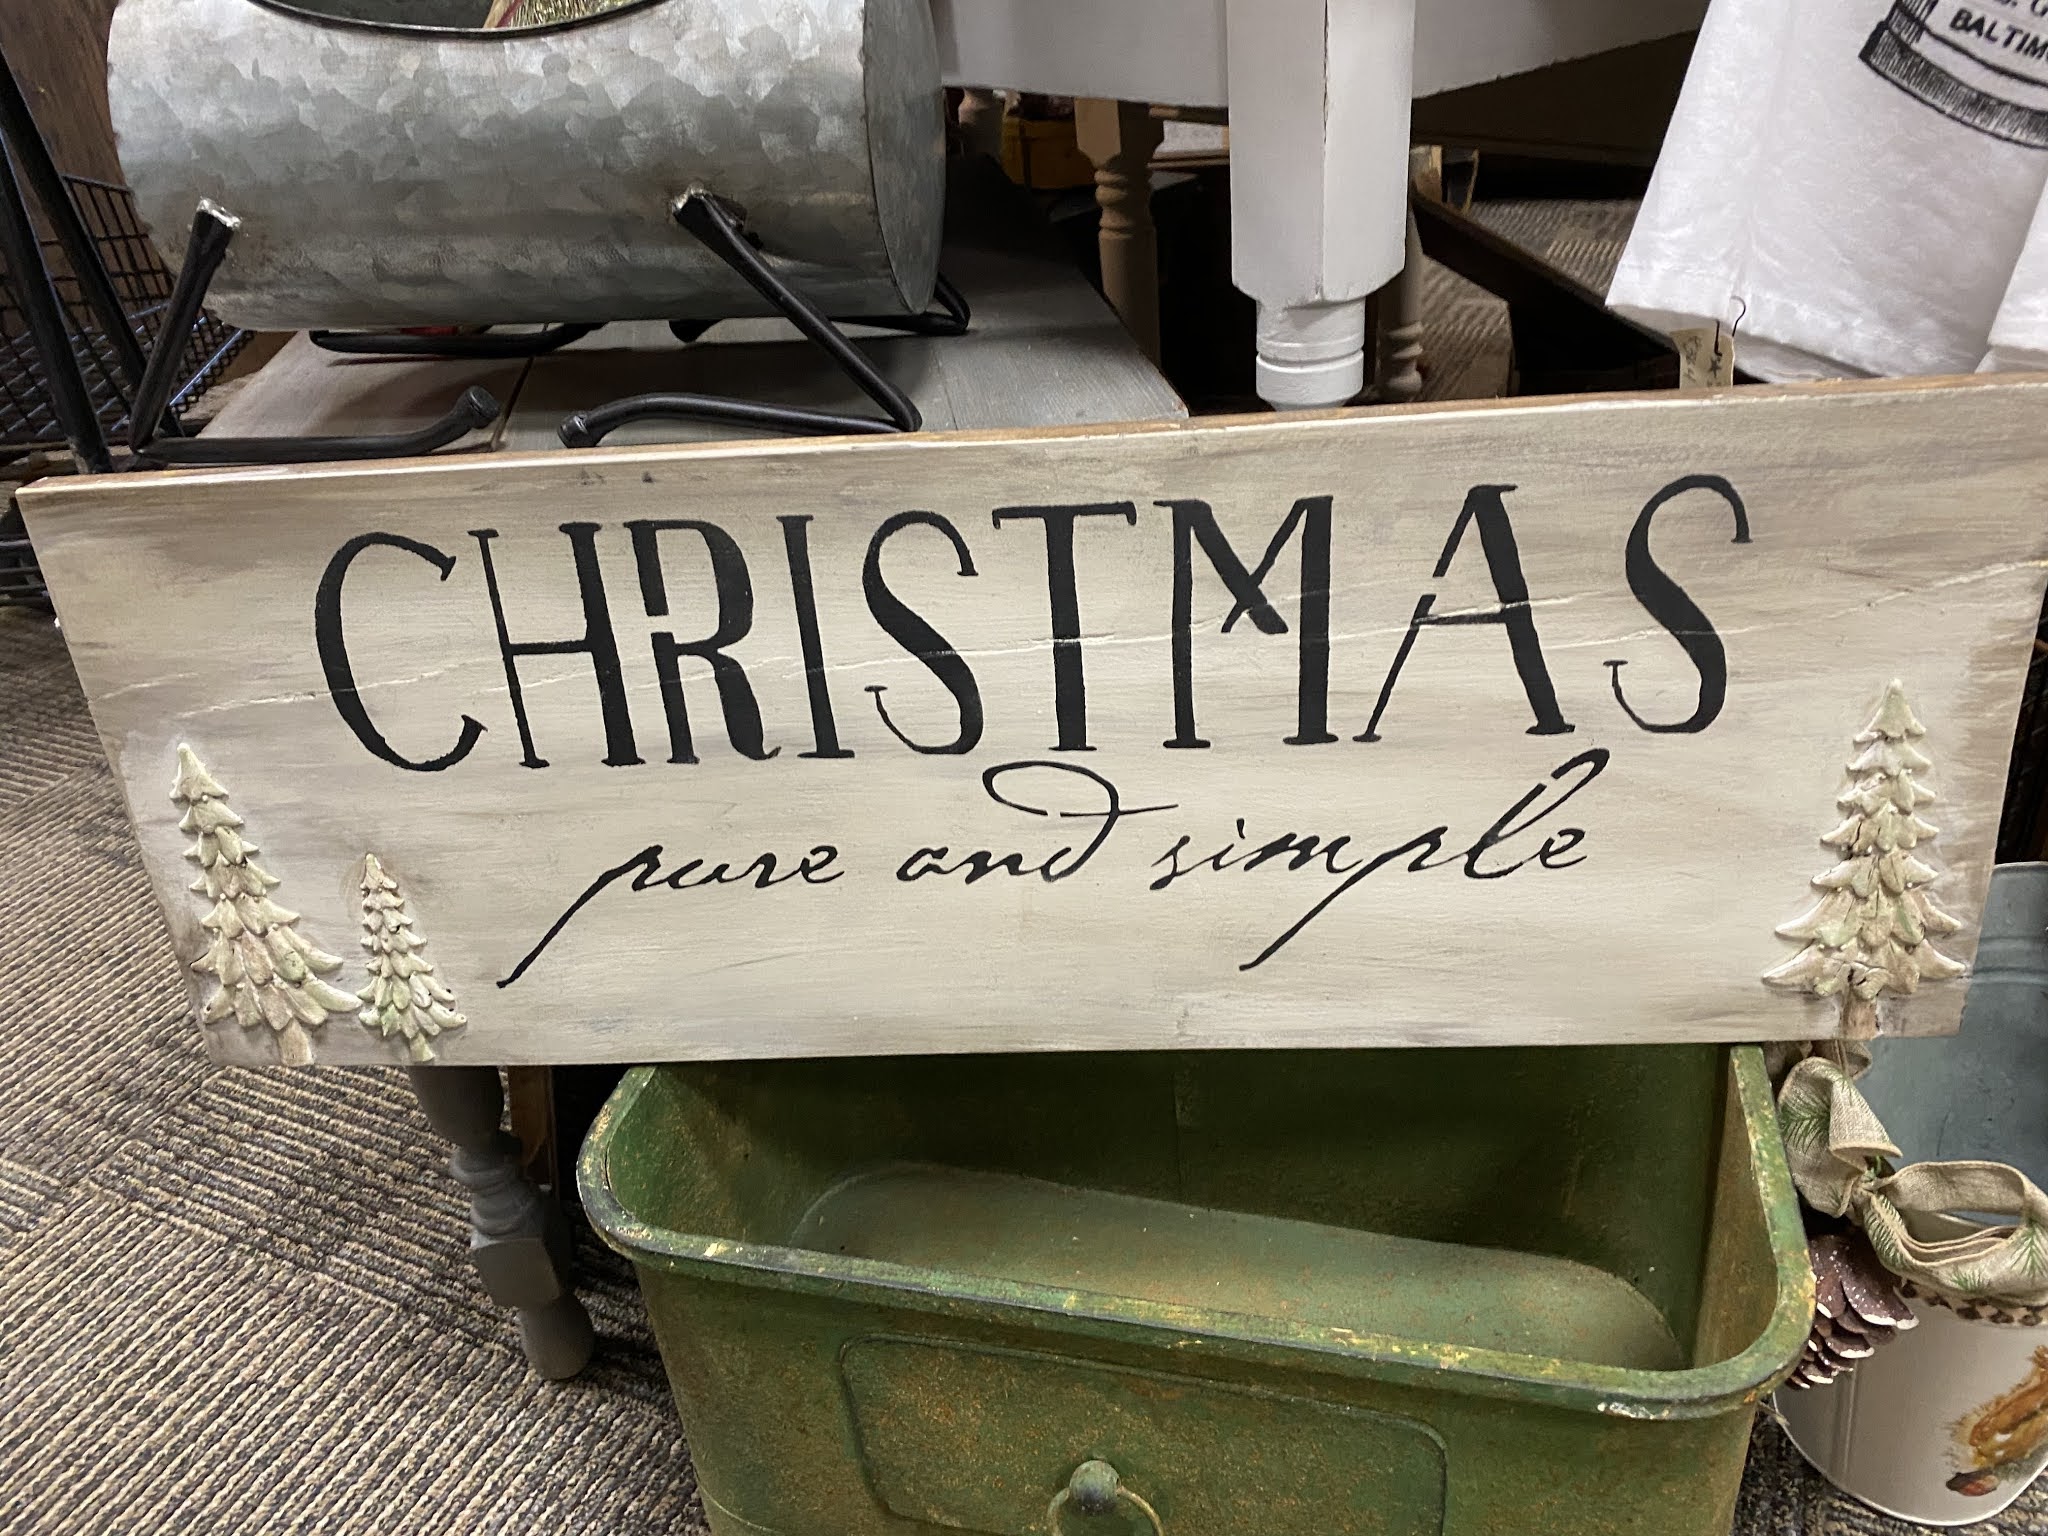 CHRISTMAS
pure and simple